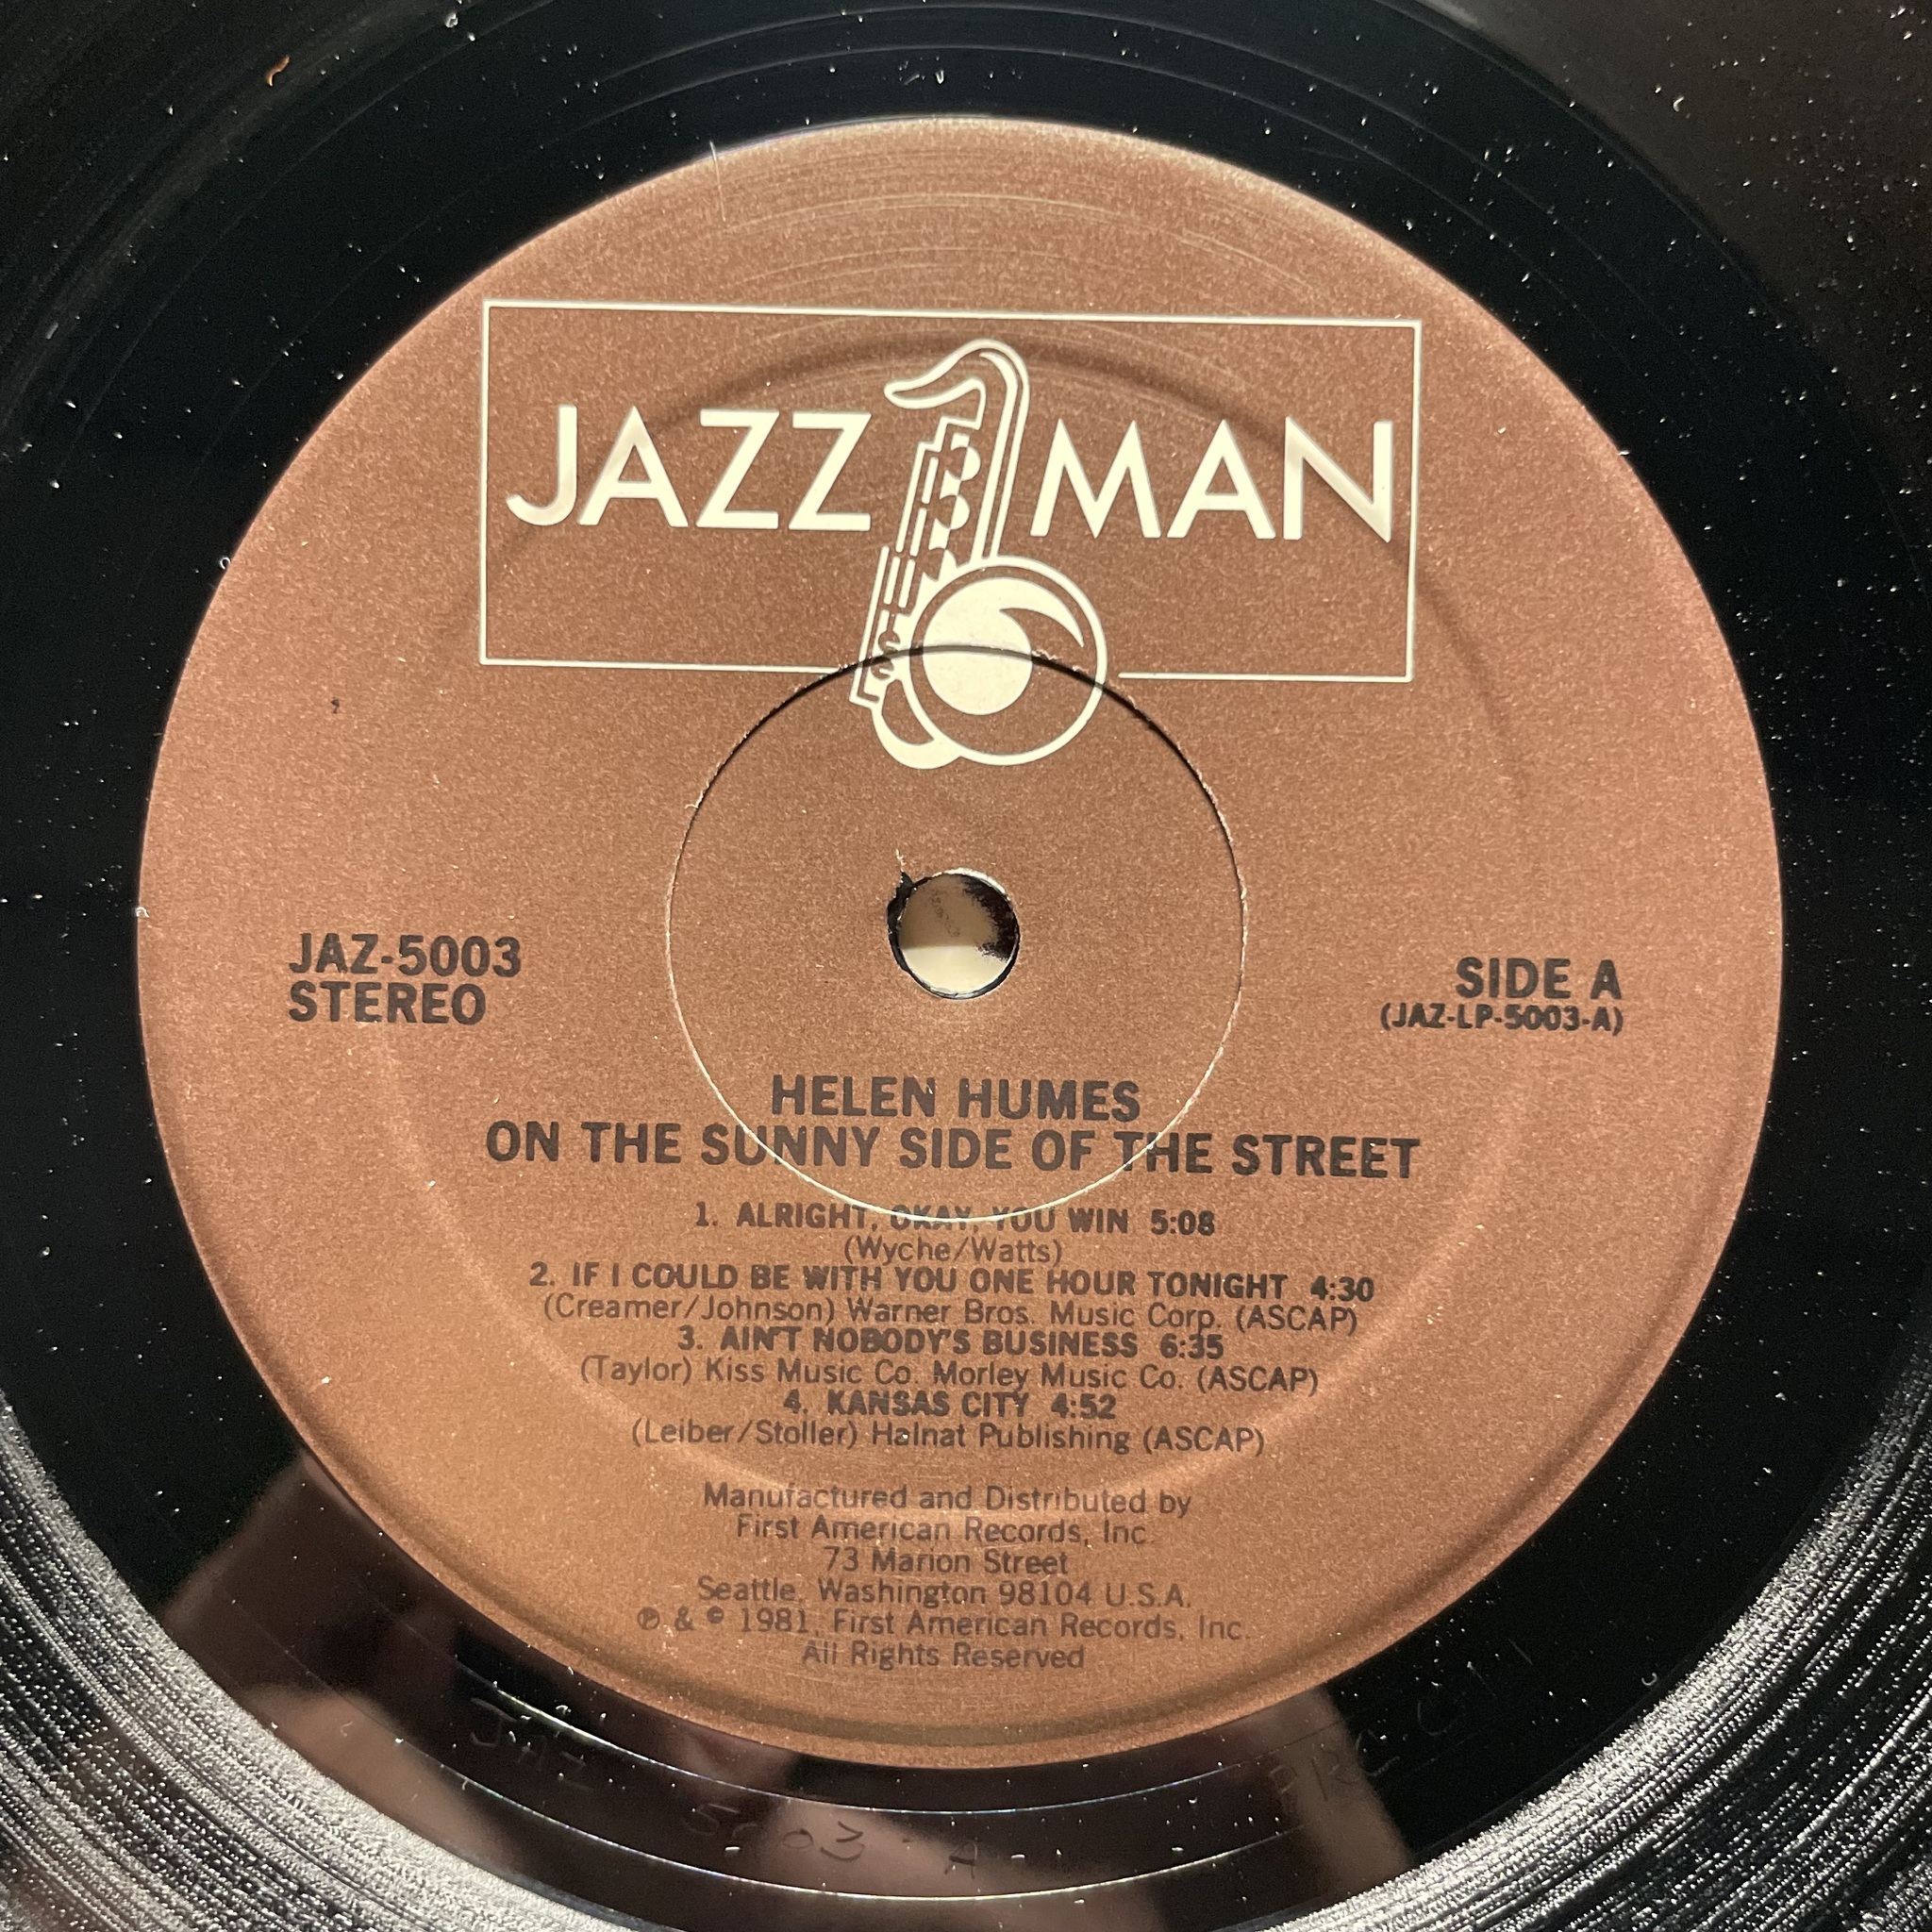 JAZZ MAN
JAZ-5003
STEREO
SIDE A
(JAZ-LP-5003-A)
HELEN HUMES
ON THE SUNNY SIDE OF THE STREET
1. ALRIGHT, OKAY, YOU WIN 5:08
(Wyche/Watts)
2. IF I COULD BE WITH YOU ONE HOUR TONIGHT 4:30
(Creamer/Johnson) Warner Bros. Music Corp. (ASCAP)
3. AIN'T NOBODY'S BUSINESS 6:35
(Taylor) Kiss Music Co. Morley Music Co. (ASCAP)
4. KANSAS CITY 4:52
(Leiber/Stoller) Halnat Publishing (ASCAP)
Manufactured and Distributed by
First American Records, Inc.
73 Marion Street
Seattle, Washington 98104 U.S.A.
℗ & © 1981, First American Records, Inc.
All Rights Reserved
JAZ 5003 A